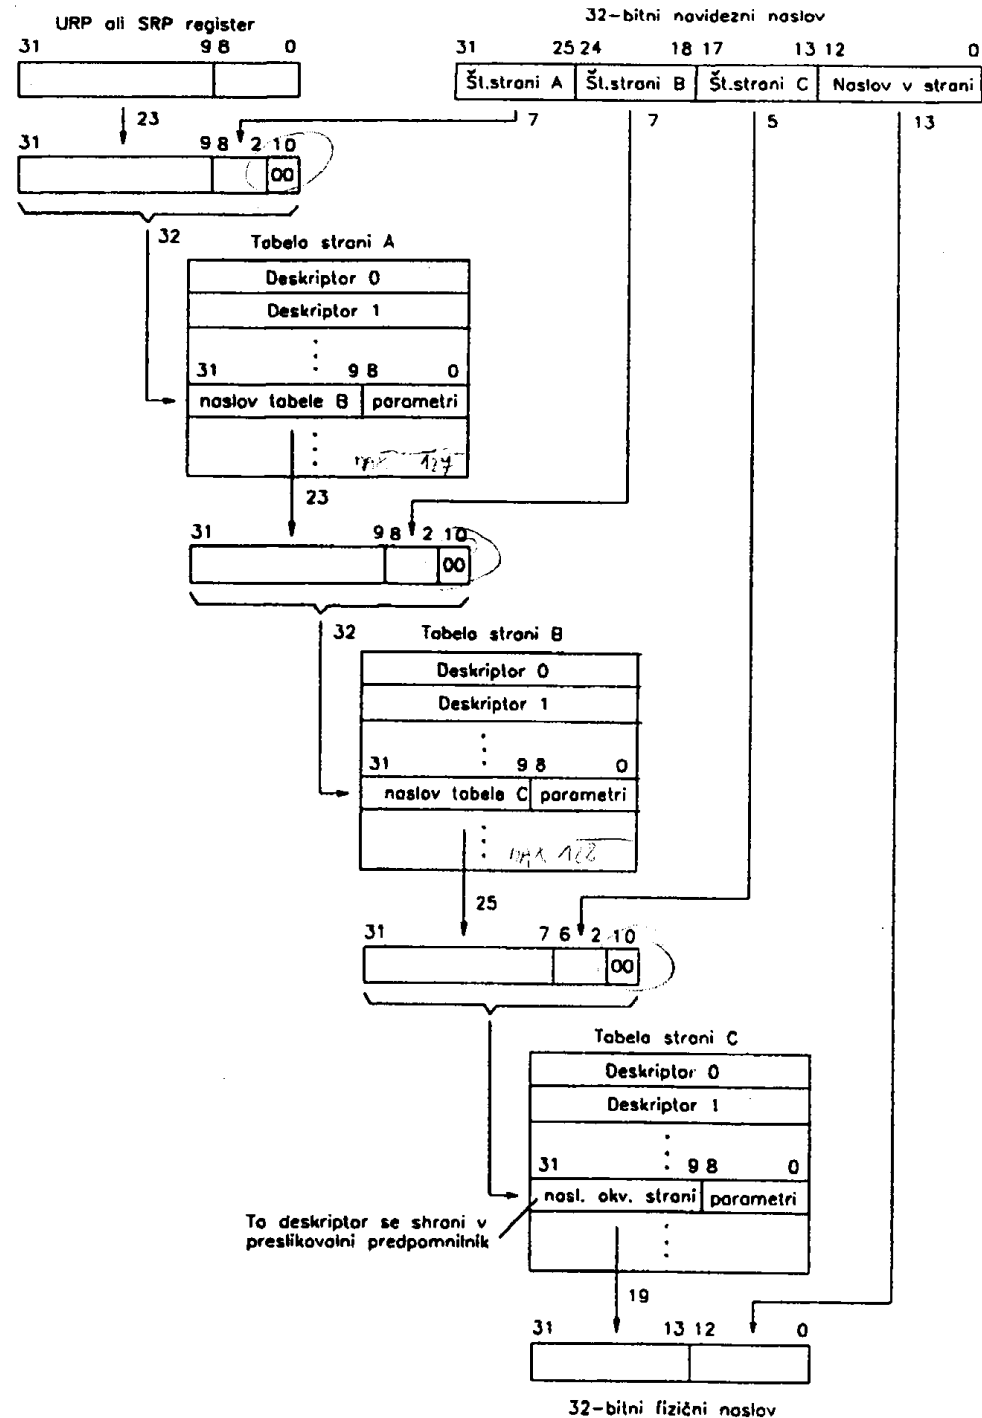 URP ali SRP register
31 9 8 0
32-bitni navidezni naslov
31 25 24 18 17 13 12 0
Št.strani A Št.strani B Št.strani C Naslov v strani
23
7 7 5 13
31 9 8 2 1 0
00
32
Tabela strani A
Deskriptor 0
Deskriptor 1
31 9 8 0
naslov tabele B parametri
MAX 127
23
31 9 8 2 1 0
00
32
Tabela strani B
Deskriptor 0
Deskriptor 1
31 9 8 0
naslov tabele C parametri
MAX 128
25
31 7 6 2 1 0
00
Tabela strani C
Deskriptor 0
Deskriptor 1
31 9 8 0
nasl. okv. strani parametri
Ta deskriptor se shrani v
preslikovalni predpomnilnik
19
31 13 12 0
32-bitni fizični naslov